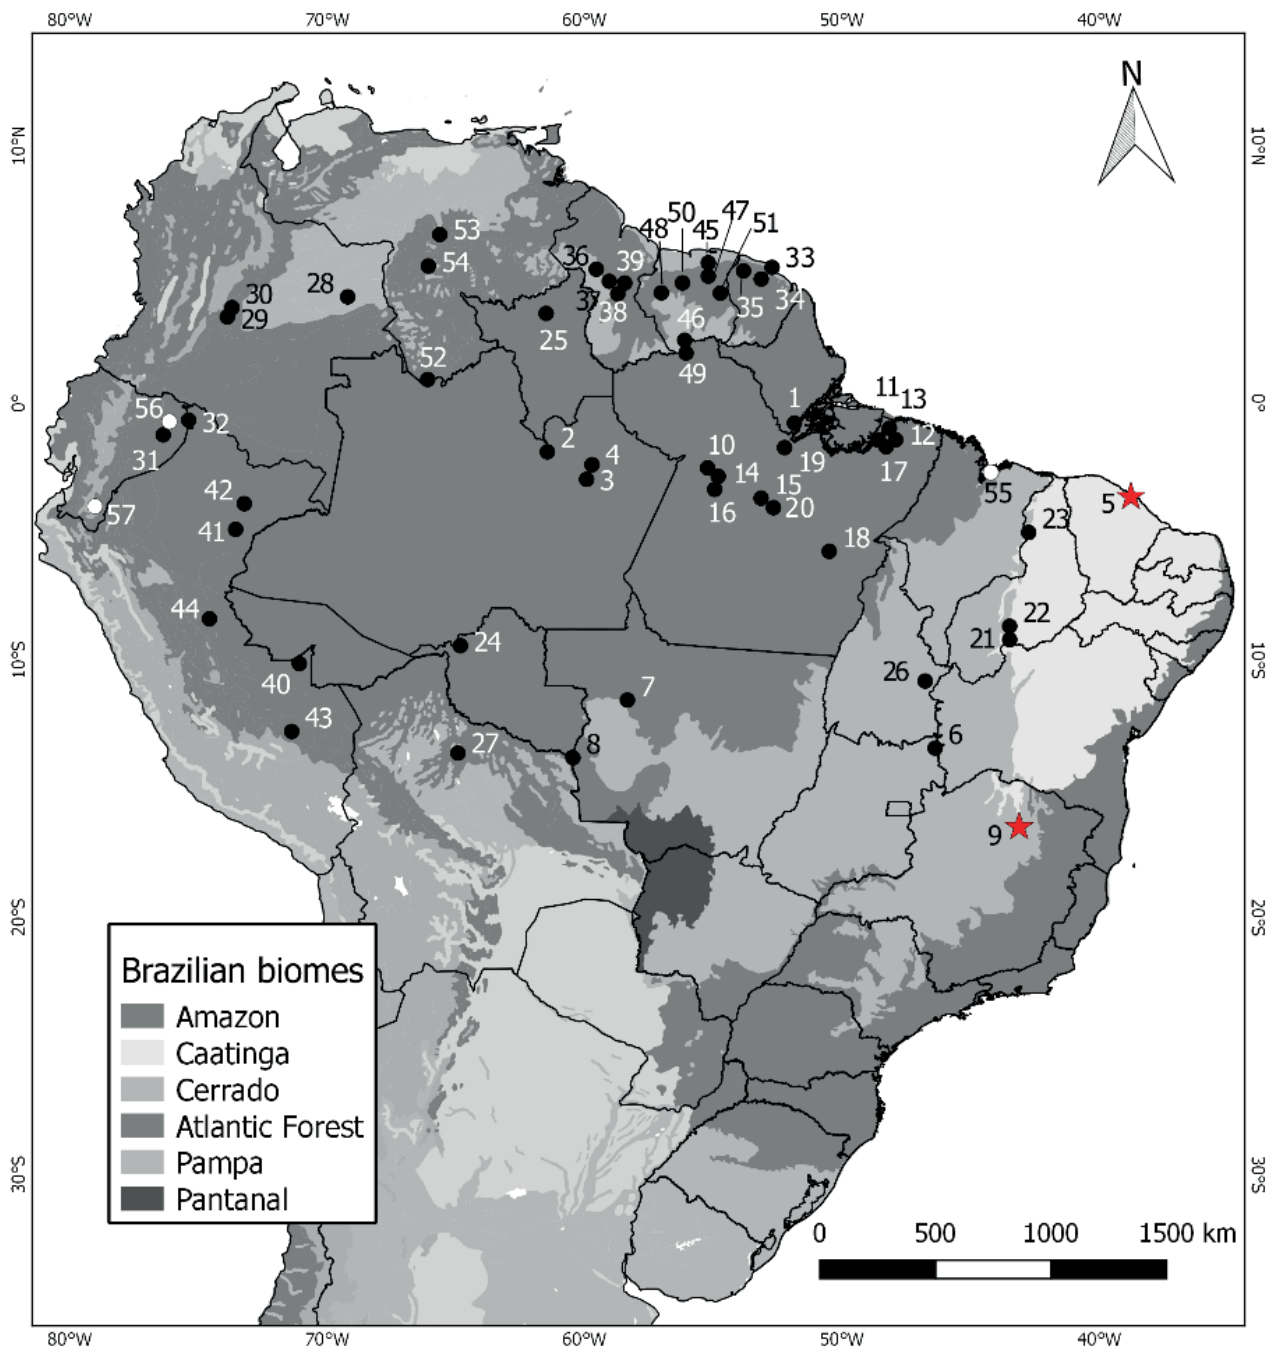 80°W 70°W 60°W 50°W 40°W
N
10°N 10°N
50 47
48 45 51
53
36 39 33
54
28
37 38 35 34
30
29 25 46
52 49
0° 0°
56 32 1 11 13
31 2 4 10 12
3 14 19 17
42 15 55
57 16 20 5
41 23
18
44 22
24 21
10°S 10°S
40 7 26
43 6
27 8
9
20°S 20°S
Brazilian biomes
Amazon
Caatinga
Cerrado
Atlantic Forest
Pampa
Pantanal
30°S 30°S
0 500 1000 1500 km
80°W 70°W 60°W 50°W 40°W